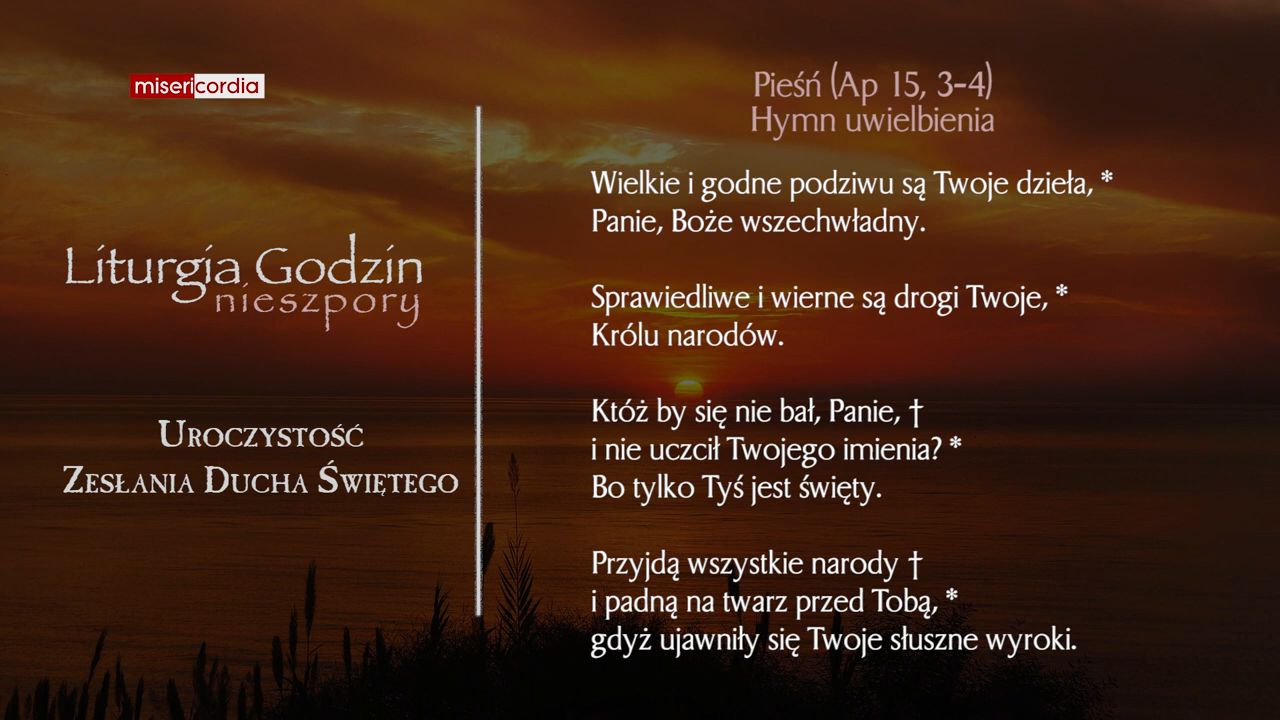 misericordia
Liturgia Godzin
nieszpory
Uroczystość
Zesłania Ducha Świętego
Pieśń (Ap 15, 3-4)
Hymn uwielbienia
Wielkie i godne podziwu są Twoje dzieła, *
Panie, Boże wszechwładny.
Sprawiedliwe i wierne są drogi Twoje, *
Królu narodów.
Któż by się nie bał, Panie, †
i nie uczcił Twojego imienia? *
Bo tylko Tyś jest święty.
Przyjdą wszystkie narody †
i padną na twarz przed Tobą, *
gdyż ujawniły się Twoje słuszne wyroki.